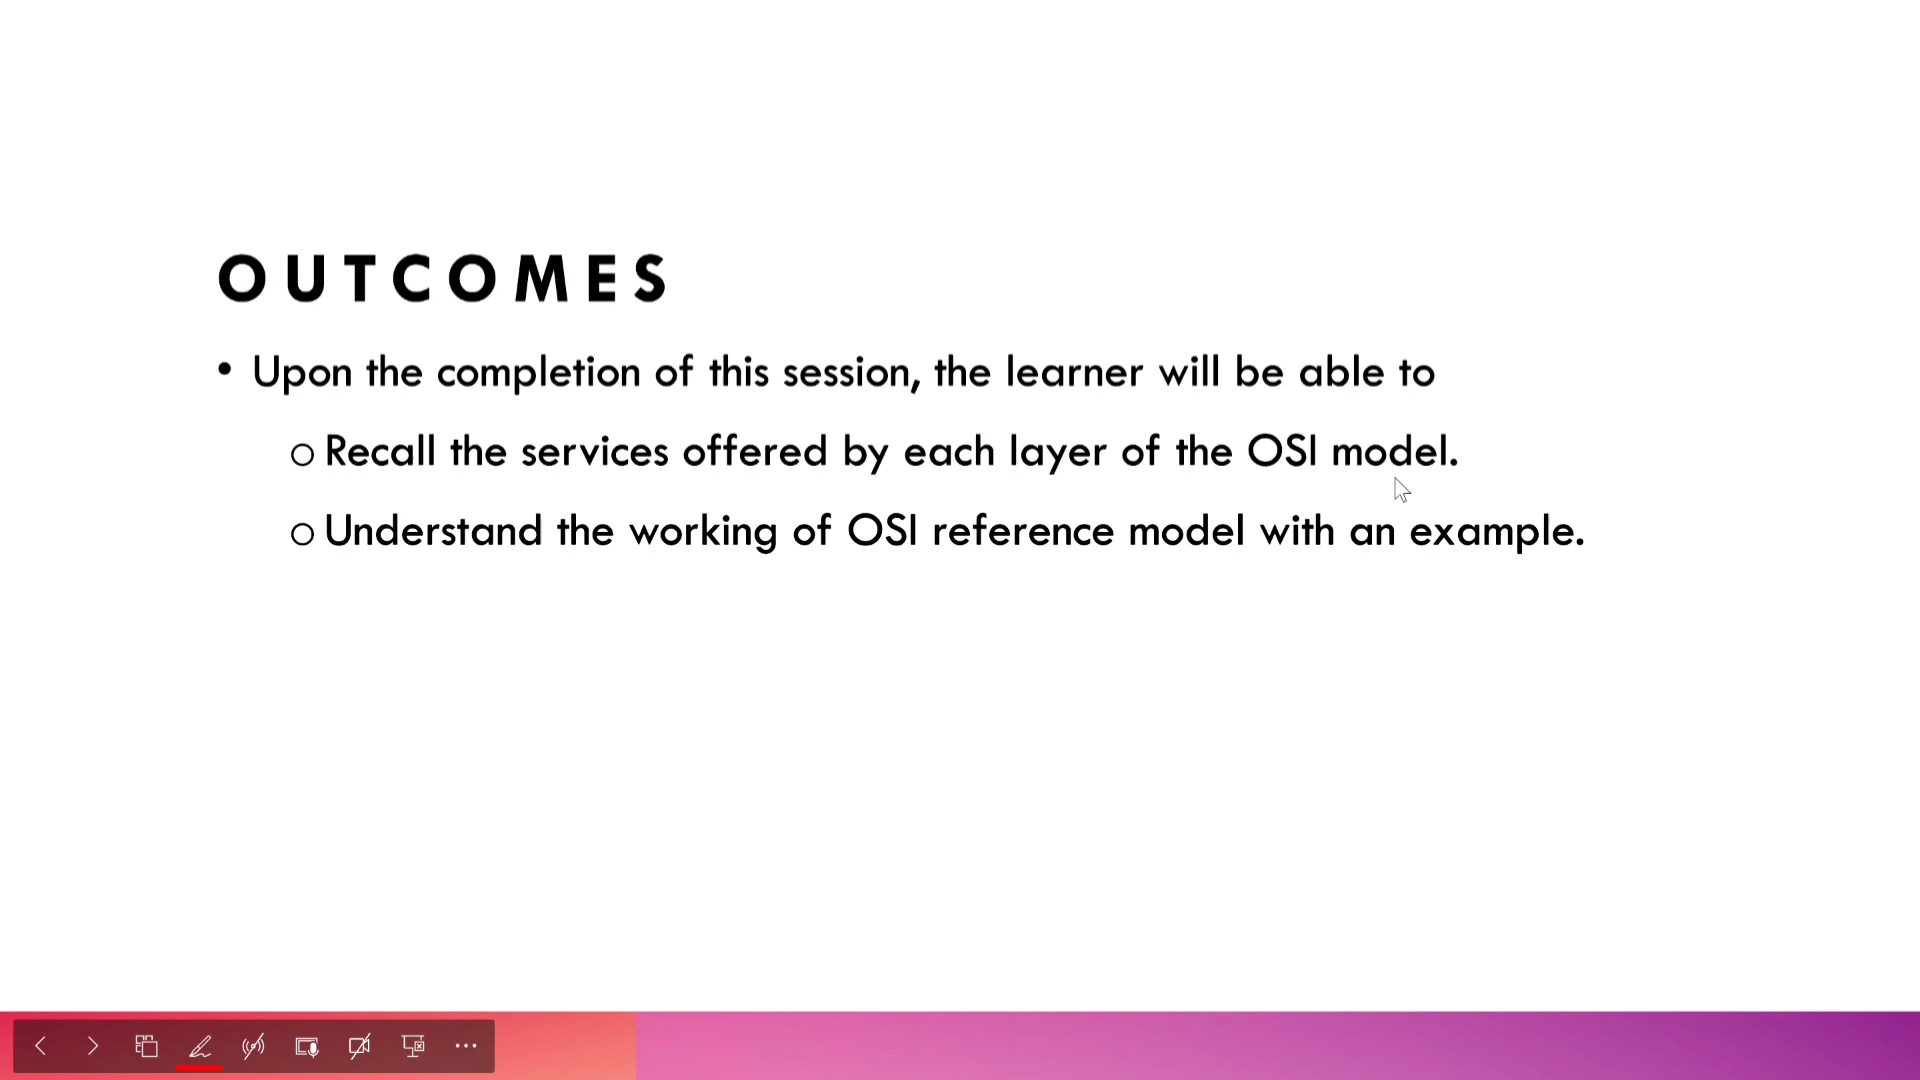 OUTCOMES
• Upon the completion of this session, the learner will be able to
o Recall the services offered by each layer of the OSI model.
o Understand the working of OSI reference model with an example.